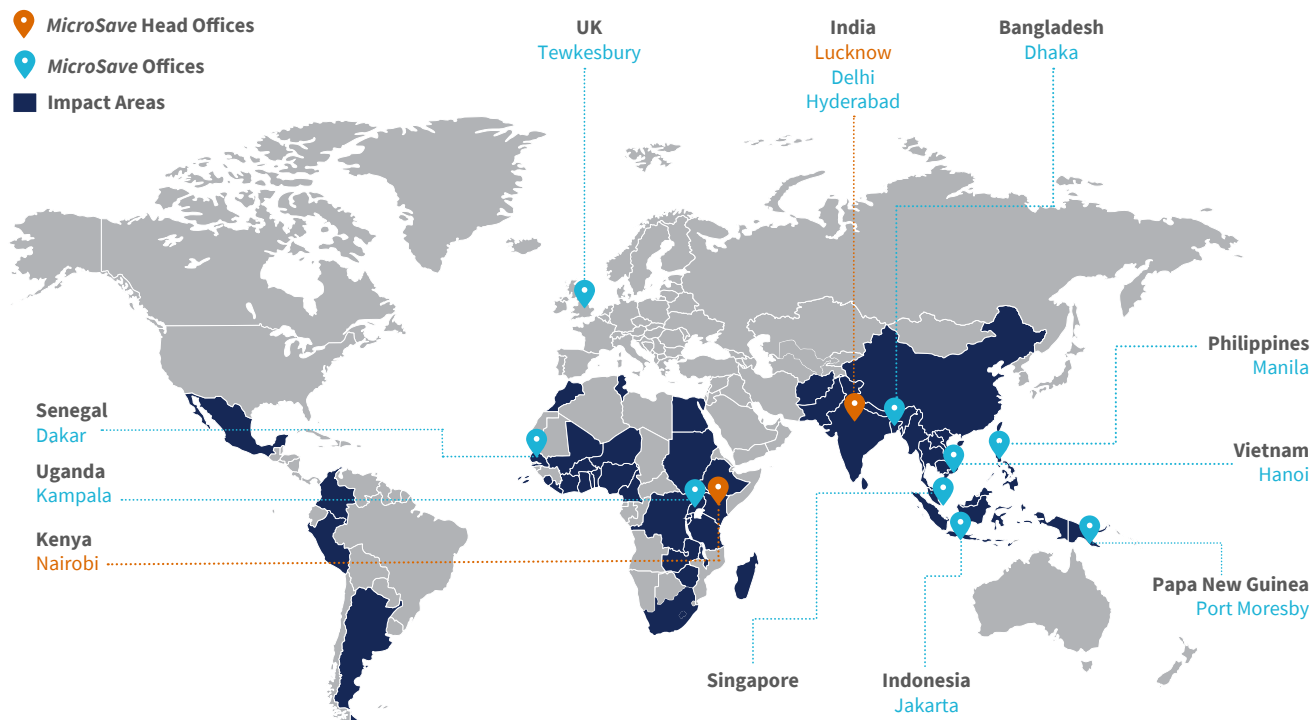 MicroSave Head Offices
MicroSave Offices
Impact Areas
UK
Tewkesbury
India
Lucknow
Delhi
Hyderabad
Bangladesh
Dhaka
Philippines
Manila
Senegal
Dakar
Uganda
Kampala
Vietnam
Hanoi
Kenya
Nairobi
Papa New Guinea
Port Moresby
Singapore
Indonesia
Jakarta